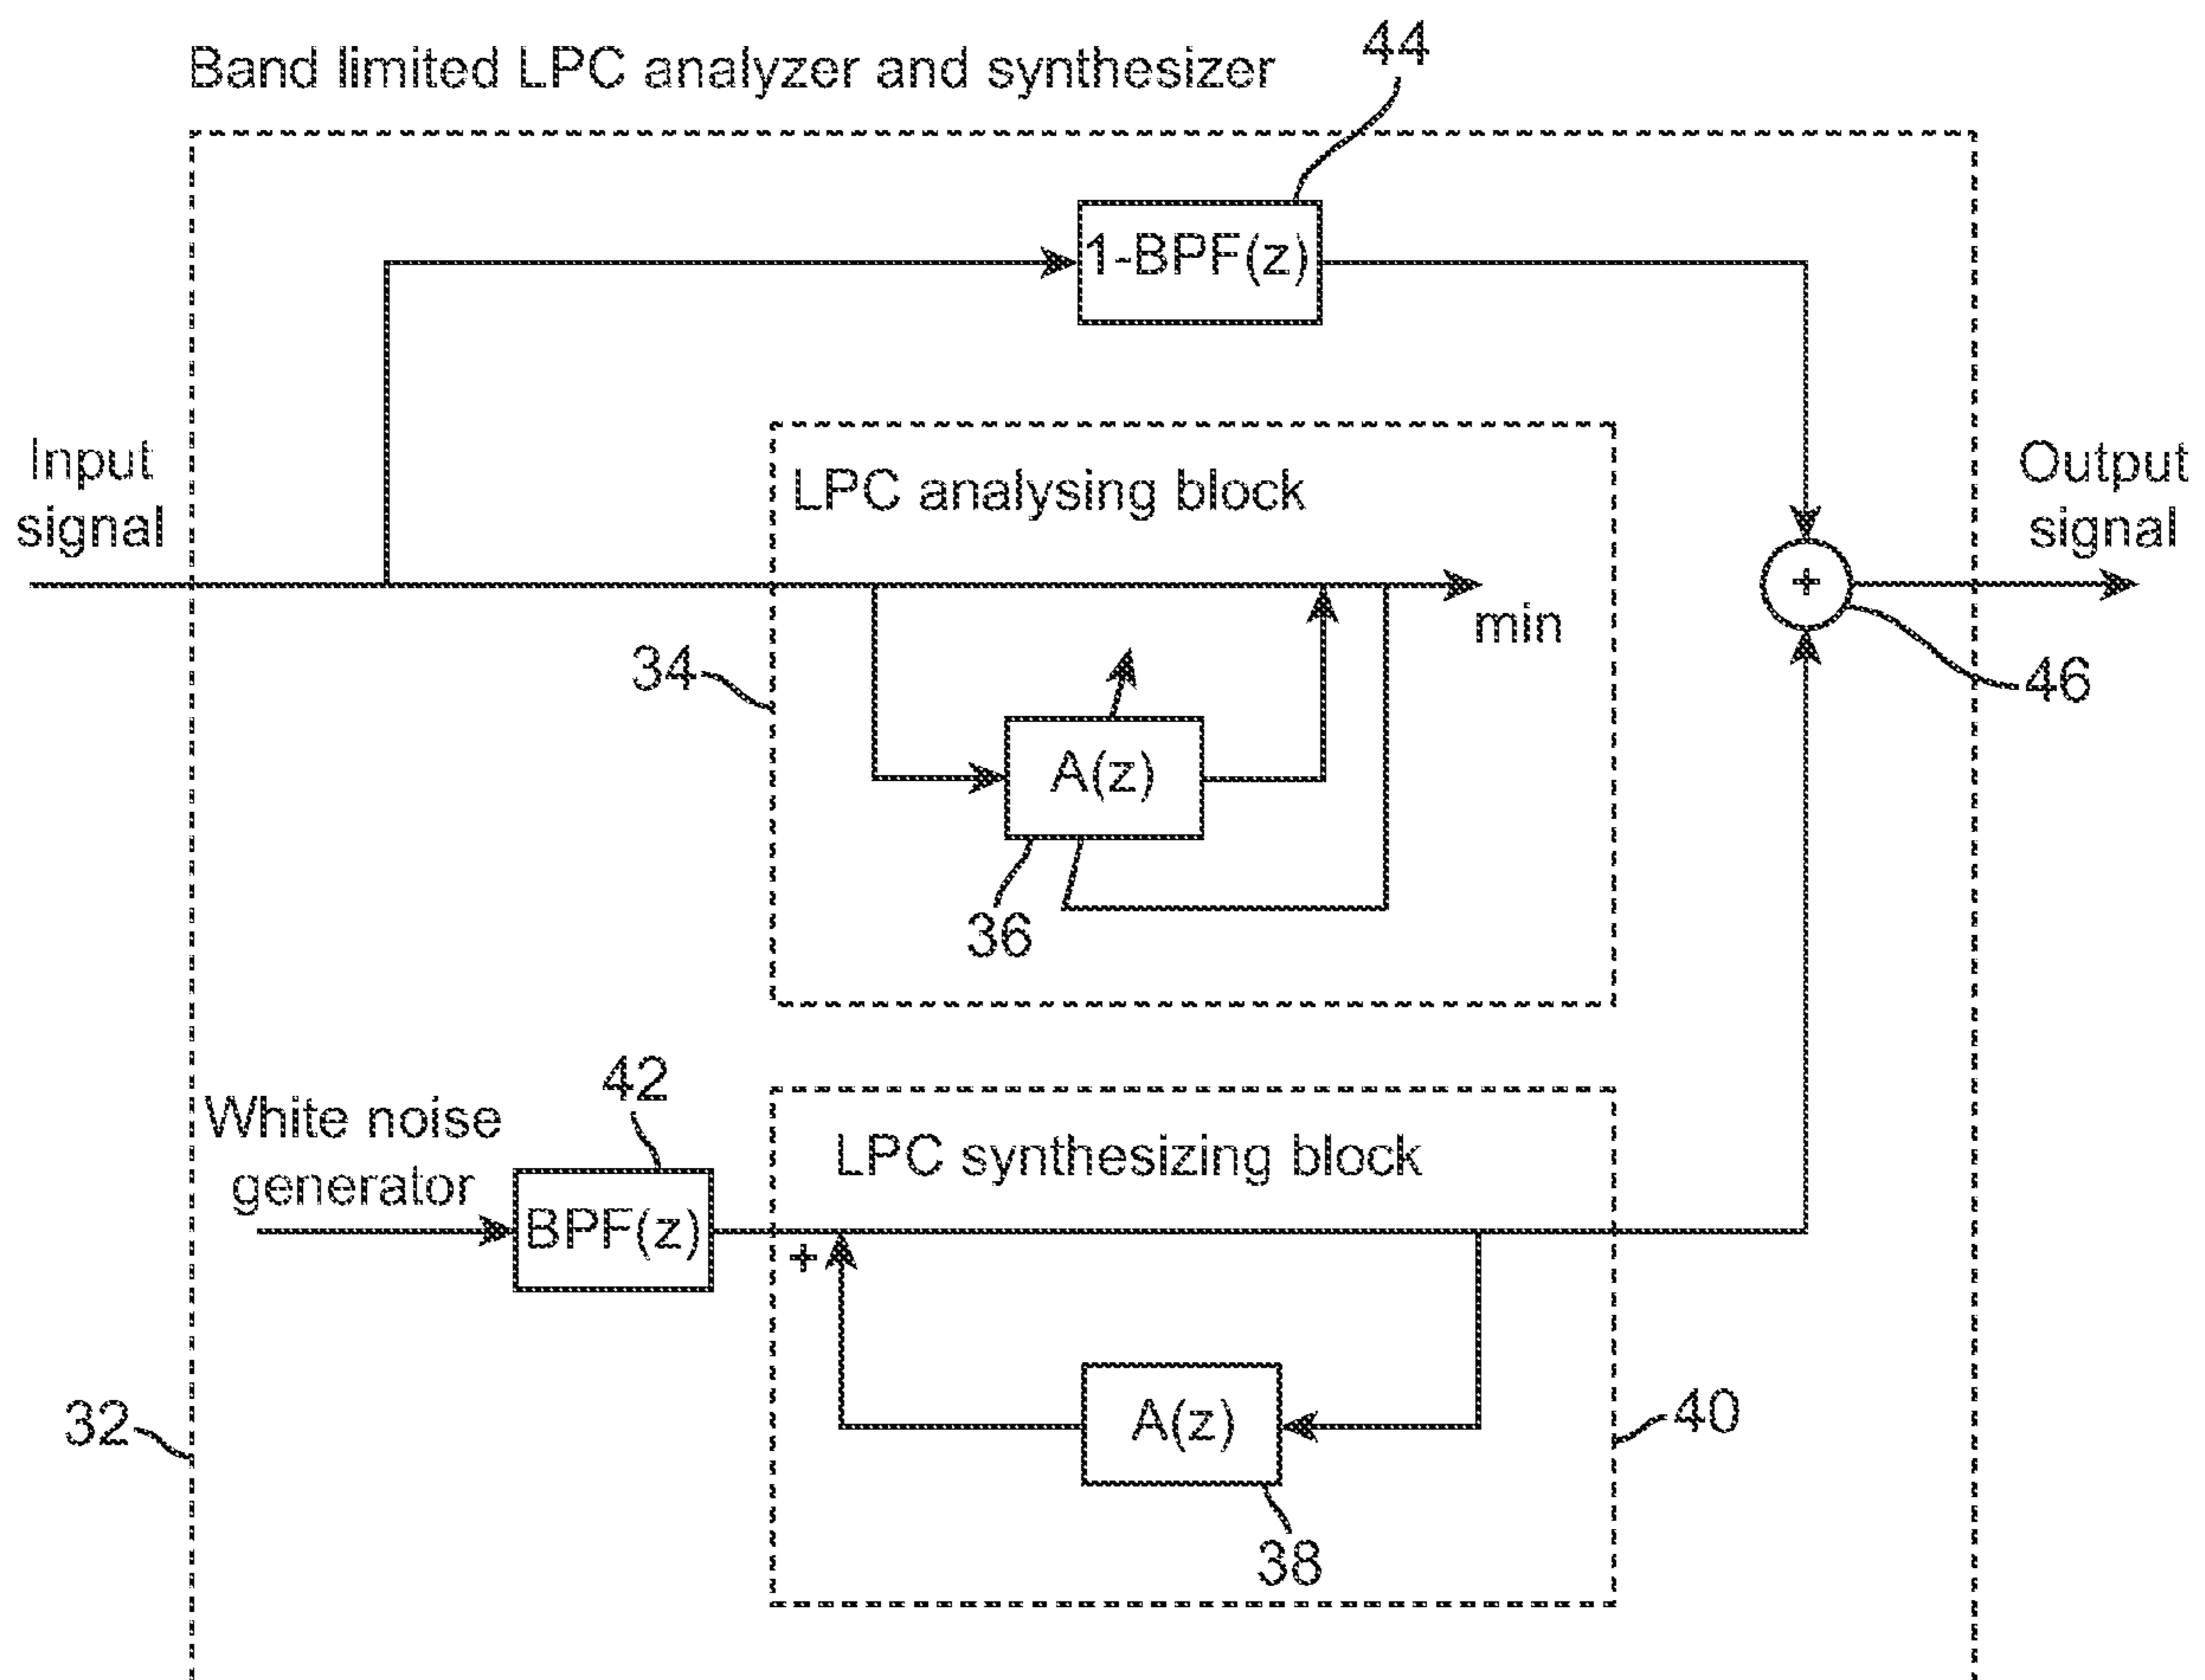 44
Band limited LPC analyzer and synthesizer
1-BPF(z)
Input
signal
LPC analysing block
Output
signal
+
min
34
46
A(z)
36
42
White noise
generator
LPC synthesizing block
BPF(z)
+
32
A(z)
40
38